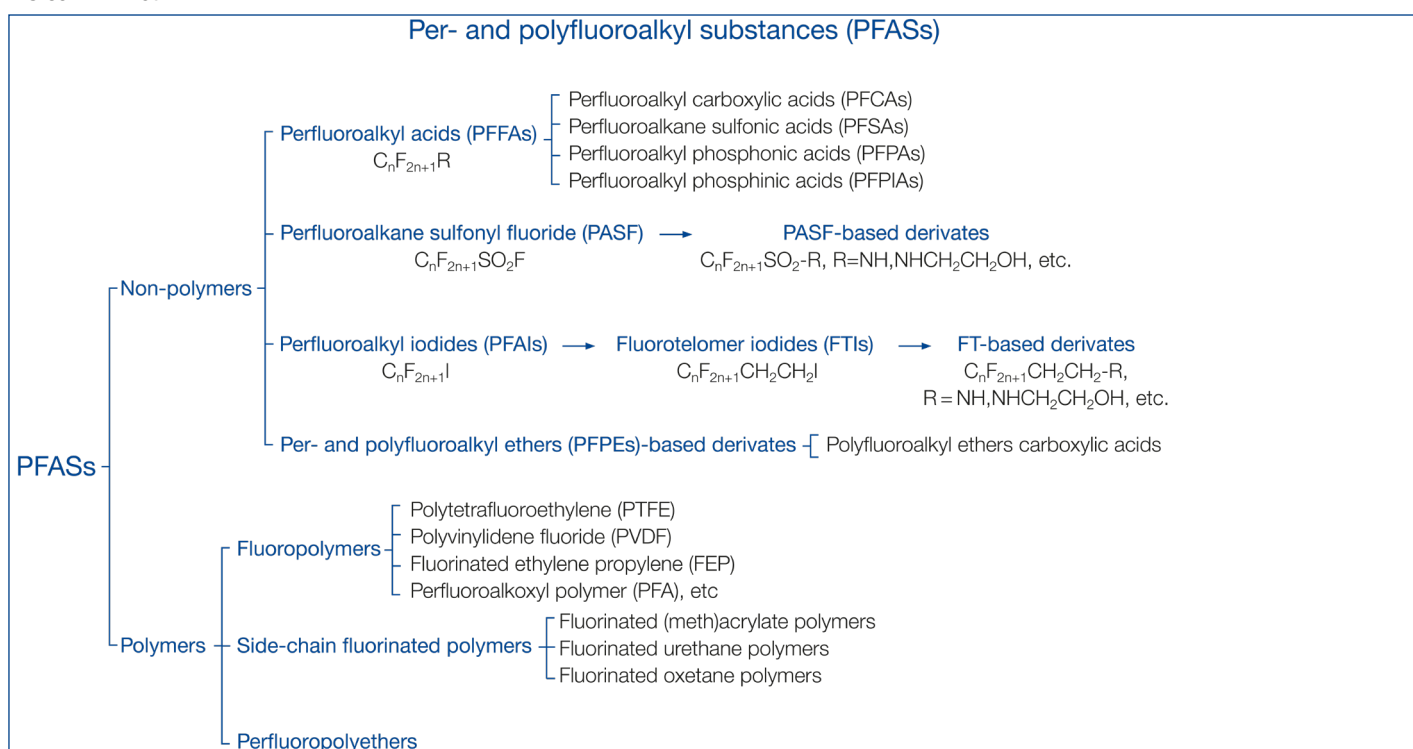 Per- and polyfluoroalkyl substances (PFASs)
Perfluoroalkyl carboxylic acids (PFCAs)
Perfluoroalkane sulfonic acids (PFSAs)
Perfluoroalkyl acids (PFFAs)
Perfluoroalkyl phosphonic acids (PFPAs)
CₙF₂ₙ₊₁R
Perfluoroalkyl phosphinic acids (PFPIAs)
Perfluoroalkane sulfonyl fluoride (PASF) → PASF-based derivates
CₙF₂ₙ₊₁SO₂F CₙF₂ₙ₊₁SO₂-R, R=NH,NHCH₂CH₂OH, etc.
Non-polymers
Perfluoroalkyl iodides (PFAIs) → Fluorotelomer iodides (FTIs) → FT-based derivates
CₙF₂ₙ₊₁I CₙF₂ₙ₊₁CH₂CH₂I CₙF₂ₙ₊₁CH₂CH₂-R,
R = NH,NHCH₂CH₂OH, etc.
Per- and polyfluoroalkyl ethers (PFPEs)-based derivates Polyfluoroalkyl ethers carboxylic acids
PFASs
Polytetrafluoroethylene (PTFE)
Polyvinylidene fluoride (PVDF)
Fluoropolymers
Fluorinated ethylene propylene (FEP)
Perfluoroalkoxyl polymer (PFA), etc
Fluorinated (meth)acrylate polymers
Polymers Side-chain fluorinated polymers Fluorinated urethane polymers
Fluorinated oxetane polymers
Perfluoropolyethers